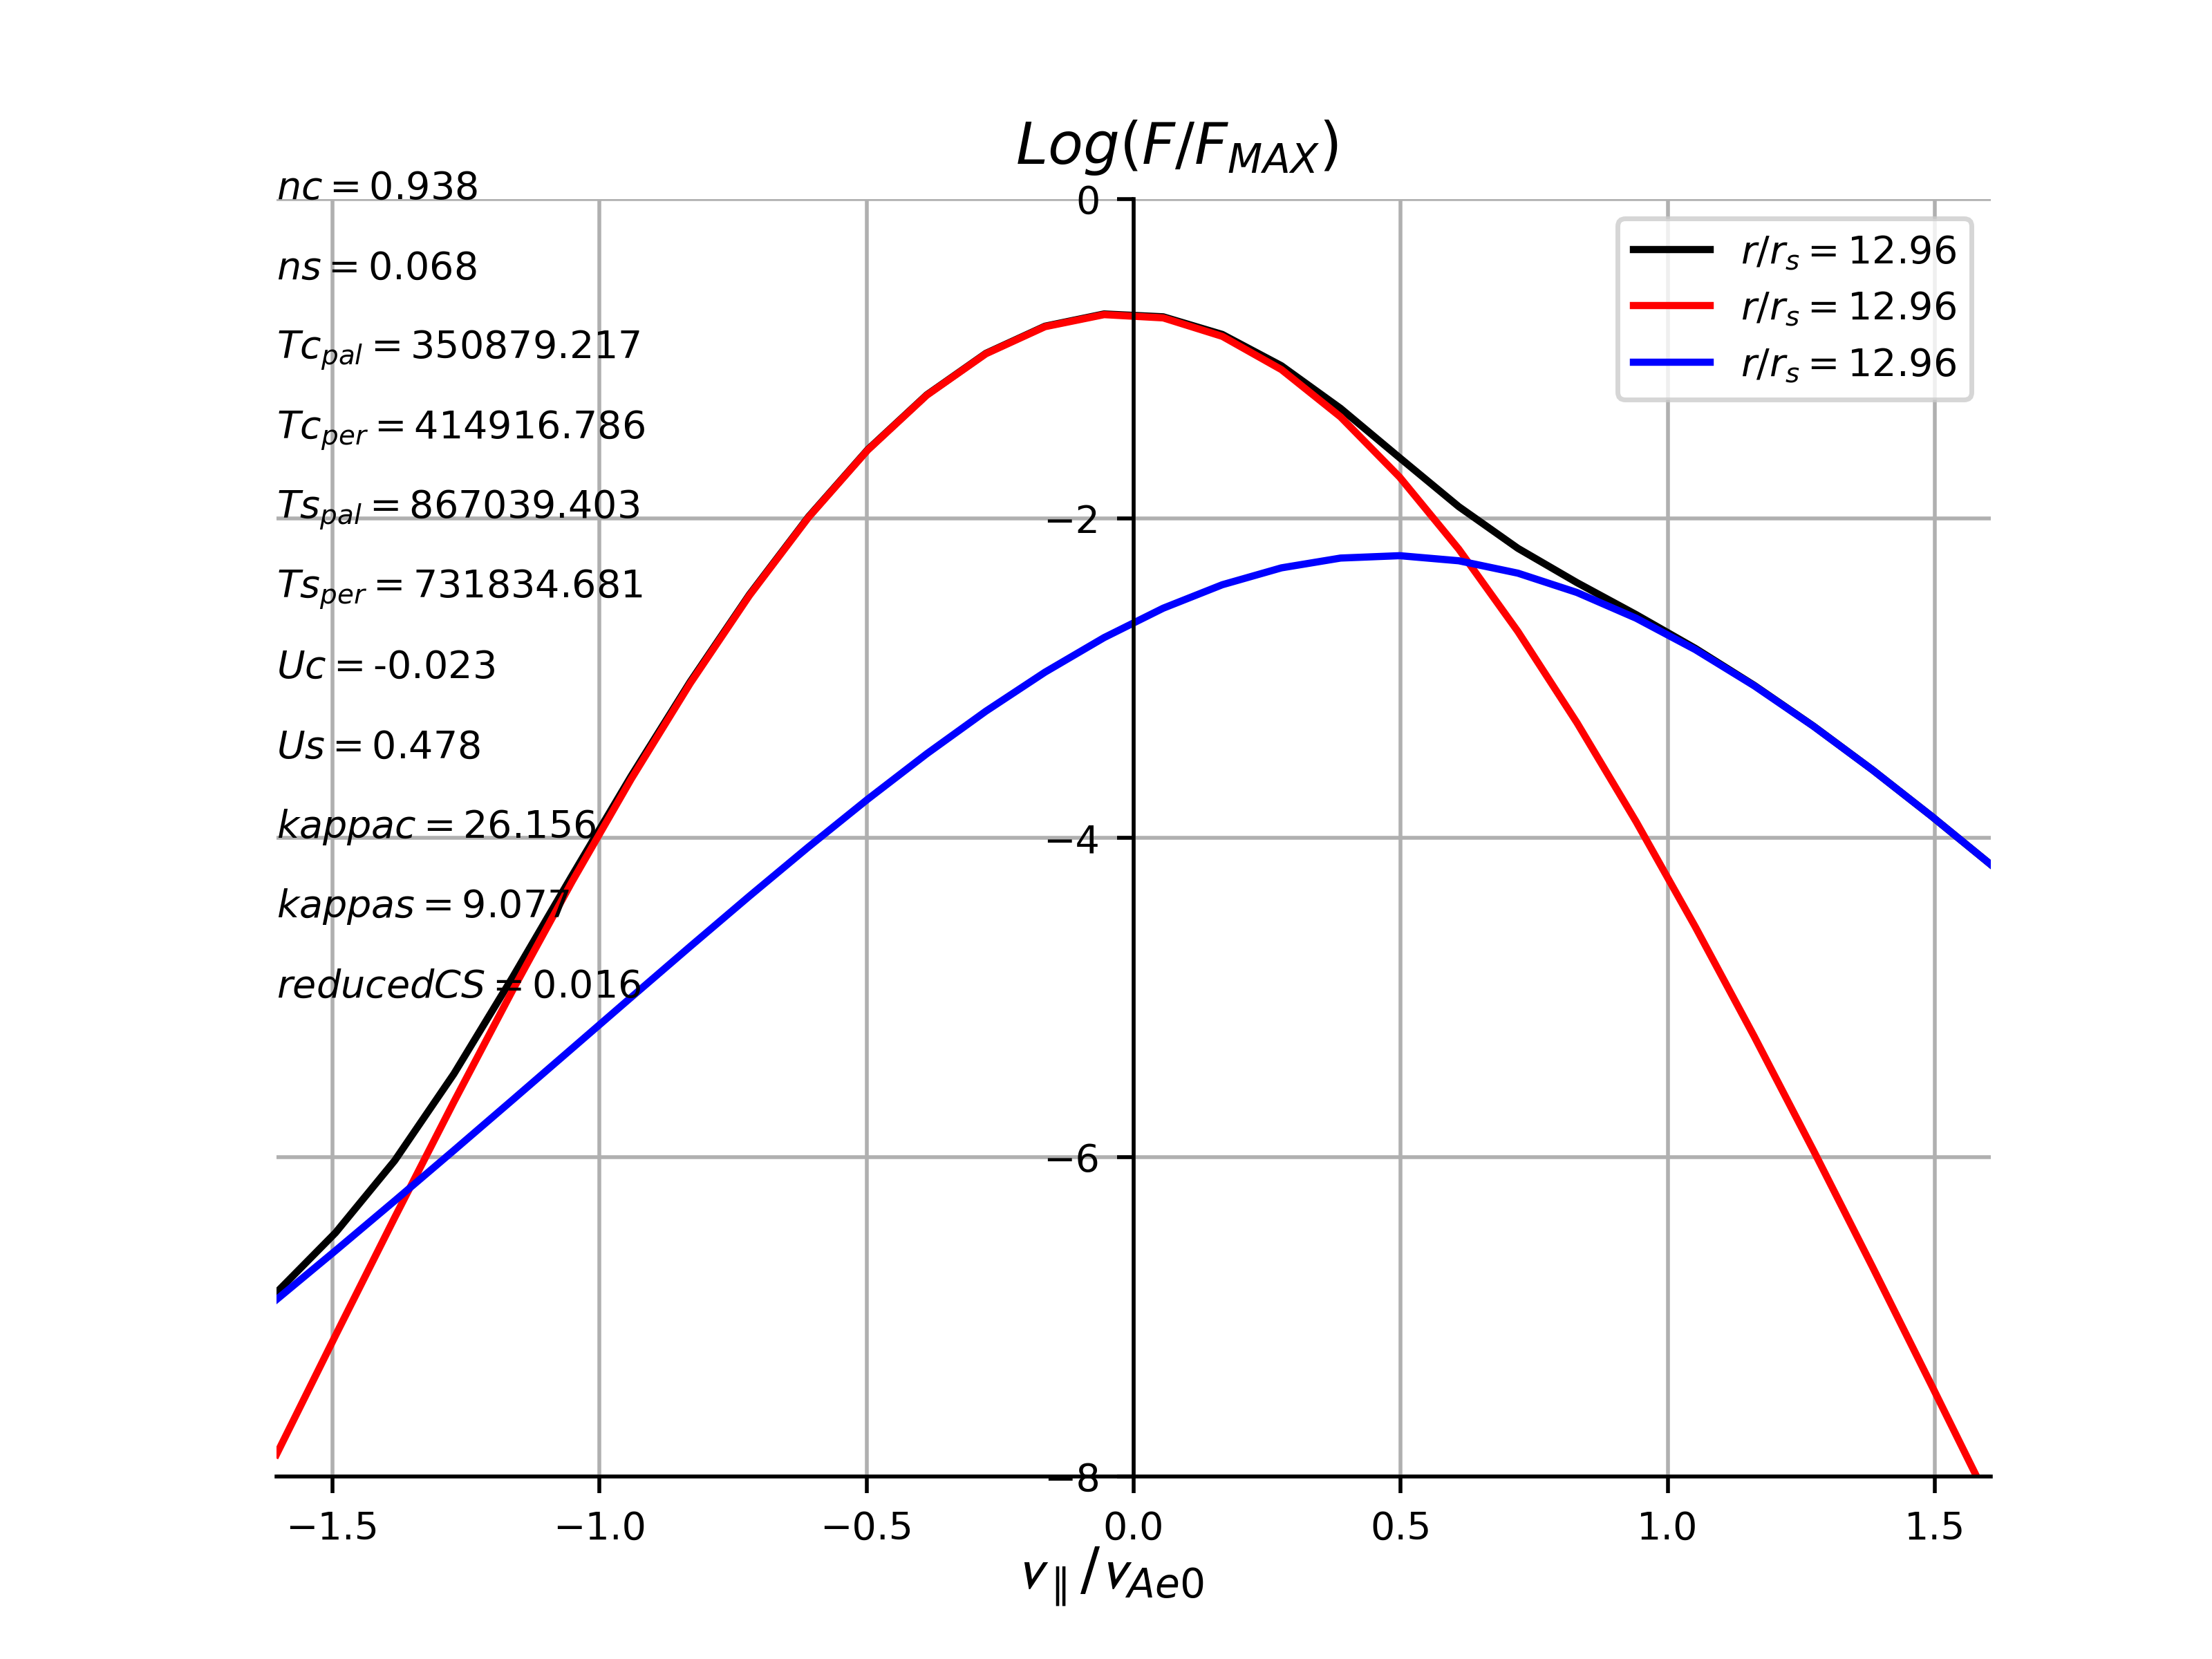 Log(F/F_MAX)
nc = 0.938
ns = 0.068
Tc_pal = 350879.217
Tc_per = 414916.786
Ts_pal = 867039.403
Ts_per = 731834.681
Uc = -0.023
Us = 0.478
kappac = 26.156
kappas = 9.077
reducedCS = 0.016
0
−2
−4
−6
−8
r/r_s = 12.96
r/r_s = 12.96
r/r_s = 12.96
−1.5 −1.0 −0.5 0.0 0.5 1.0 1.5
v_∥/v_Ae0